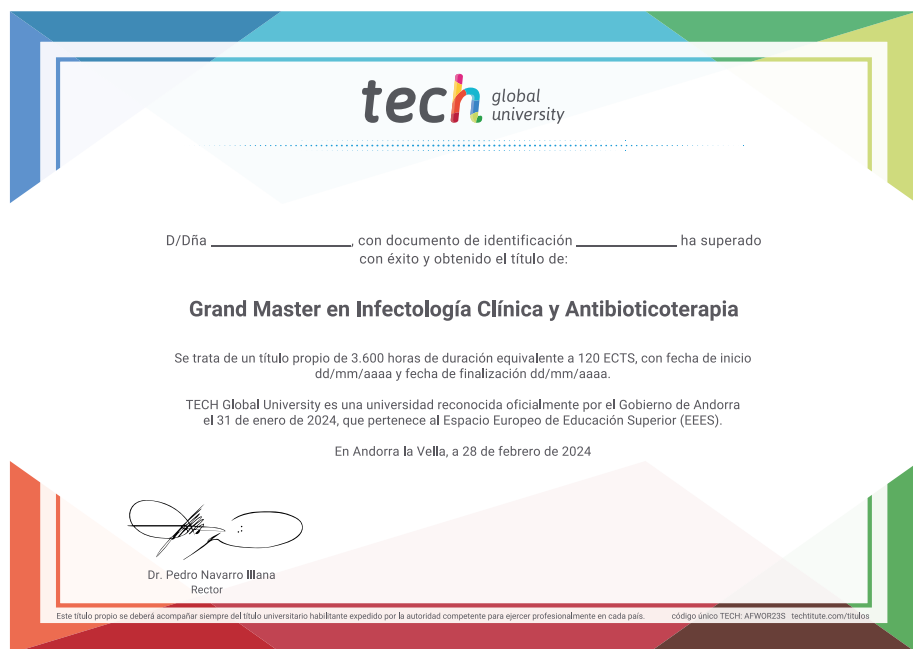 tech global university
D/Dña ____________, con documento de identificación ____________ ha superado
con éxito y obtenido el título de:
Grand Master en Infectología Clínica y Antibioticoterapia
Se trata de un título propio de 3.600 horas de duración equivalente a 120 ECTS, con fecha de inicio
dd/mm/aaaa y fecha de finalización dd/mm/aaaa.
TECH Global University es una universidad reconocida oficialmente por el Gobierno de Andorra
el 31 de enero de 2024, que pertenece al Espacio Europeo de Educación Superior (EEES).
En Andorra la Vella, a 28 de febrero de 2024
Dr. Pedro Navarro Illana
Rector
Este título propio se deberá acompañar siempre del título universitario habilitante expedido por la autoridad competente para ejercer profesionalmente en cada país. código único TECH: AFWOR23S techtitute.com/titulos